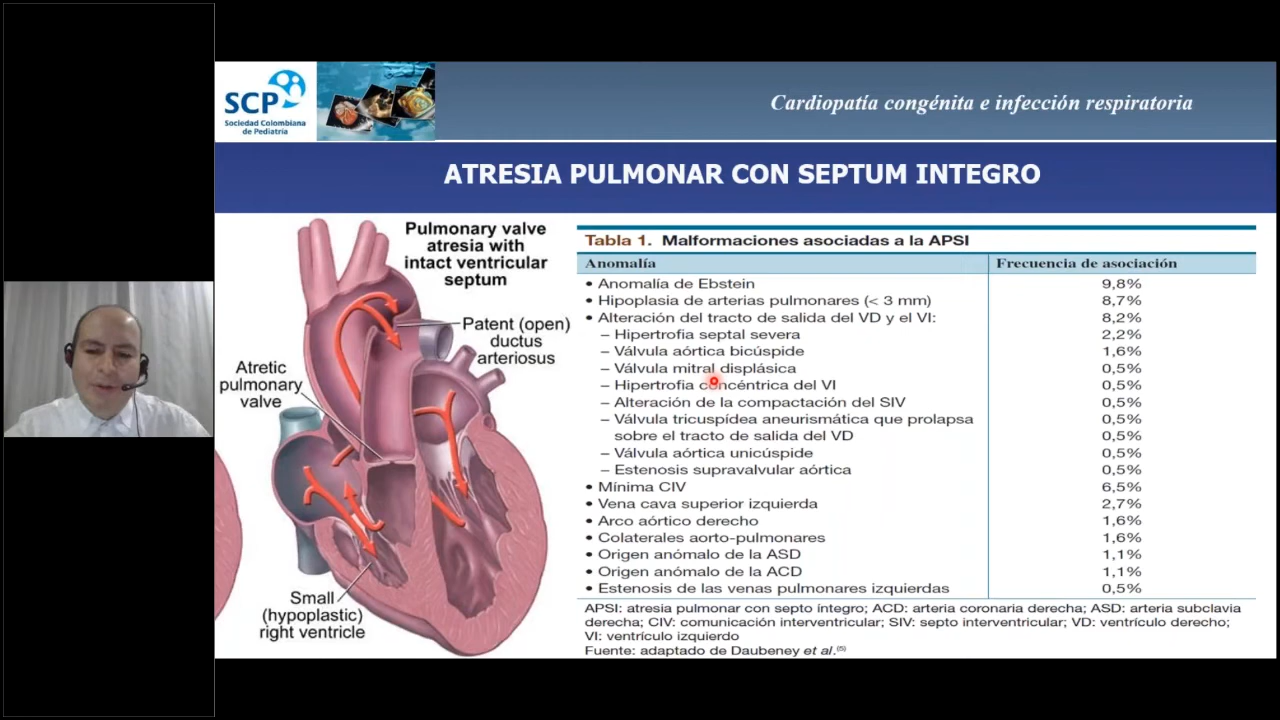 SCP
Sociedad Colombiana
de Pediatría
Cardiopatía congénita e infección respiratoria
ATRESIA PULMONAR CON SEPTUM INTEGRO
Pulmonary valve
atresia with
intact ventricular
septum
Patent (open)
ductus
arteriosus
Atretic
pulmonary
valve
Small
(hypoplastic)
right ventricle
Tabla 1. Malformaciones asociadas a la APSI
Anomalía Frecuencia de asociación
• Anomalía de Ebstein 9,8%
• Hipoplasia de arterias pulmonares (< 3 mm) 8,7%
• Alteración del tracto de salida del VD y el VI: 8,2%
– Hipertrofia septal severa 2,2%
– Válvula aórtica bicúspide 1,6%
– Válvula mitral displásica 0,5%
– Hipertrofia concéntrica del VI 0,5%
– Alteración de la compactación del SIV 0,5%
– Válvula tricuspídea aneurismática que prolapsa 0,5%
sobre el tracto de salida del VD 0,5%
– Válvula aórtica unicúspide 0,5%
– Estenosis supravalvular aórtica 0,5%
• Mínima CIV 6,5%
• Vena cava superior izquierda 2,7%
• Arco aórtico derecho 1,6%
• Colaterales aorto-pulmonares 1,6%
• Origen anómalo de la ASD 1,1%
• Origen anómalo de la ACD 1,1%
• Estenosis de las venas pulmonares izquierdas 0,5%
APSI: atresia pulmonar con septo íntegro; ACD: arteria coronaria derecha; ASD: arteria subclavia
derecha; CIV: comunicación interventricular; SIV: septo interventricular; VD: ventrículo derecho;
VI: ventrículo izquierdo
Fuente: adaptado de Daubeney et al.(5)